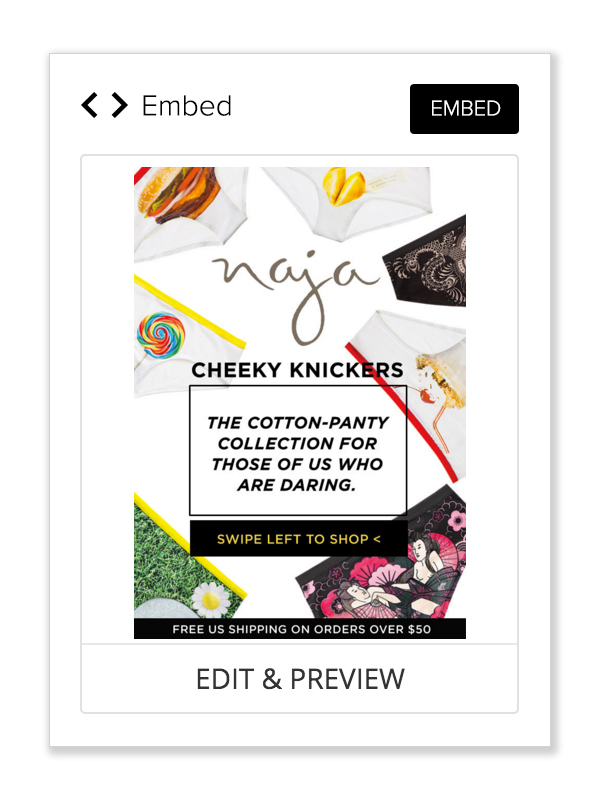 < > Embed
EMBED
naja
CHEEKY KNICKERS
THE COTTON-PANTY
COLLECTION FOR
THOSE OF US WHO
ARE DARING.
SWIPE LEFT TO SHOP <
FREE US SHIPPING ON ORDERS OVER $50
EDIT & PREVIEW